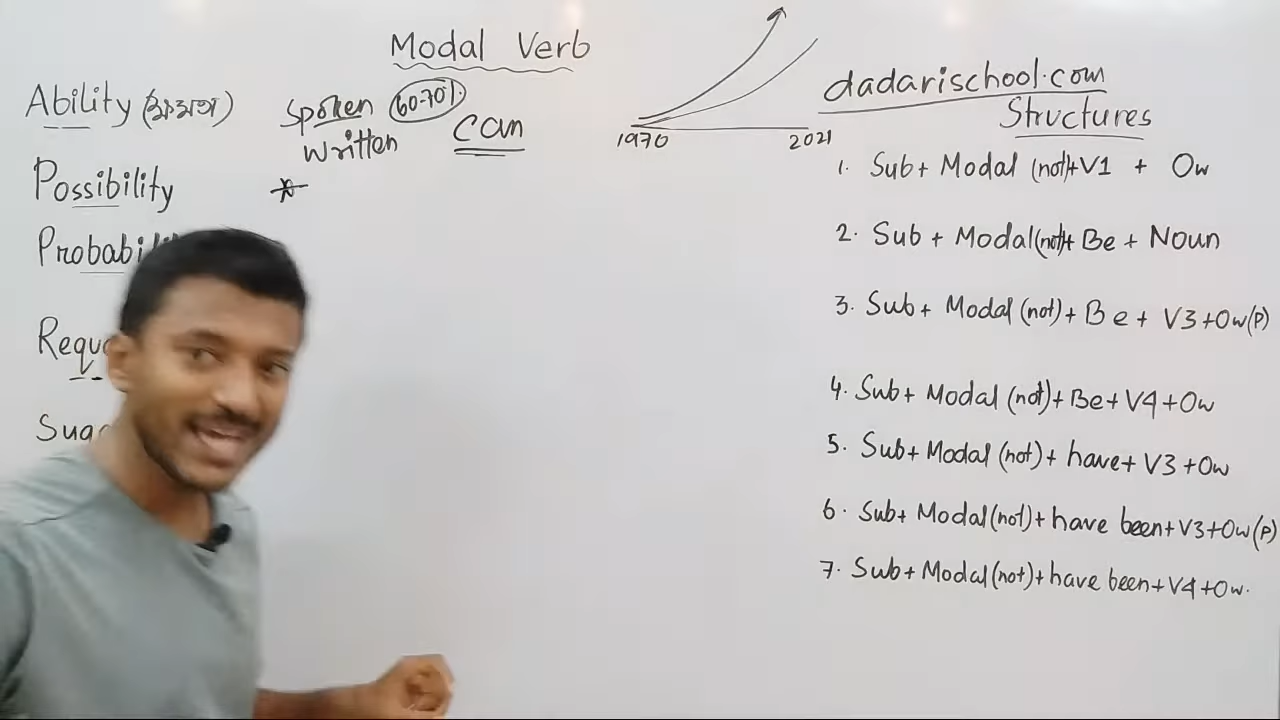 Modal Verb
Ability (ক্ষমতা)
Possibility
Spoken 60-70%
Written
Can
1970
2021
dadarischool.com
Structures
1. Sub + Modal (not)+V1 + Ow
2. Sub + Modal(not)+ Be + Noun
3. Sub + Modal (not) + Be + V3+Ow(P)
4. Sub + Modal (not)+Be+V4+Ow
5. Sub+ Modal (not) + have+ V3 +Ow
6. Sub+ Modal(not)+have been+V3+Ow(P)
7. Sub+Modal(not)+have been+V4+Ow.